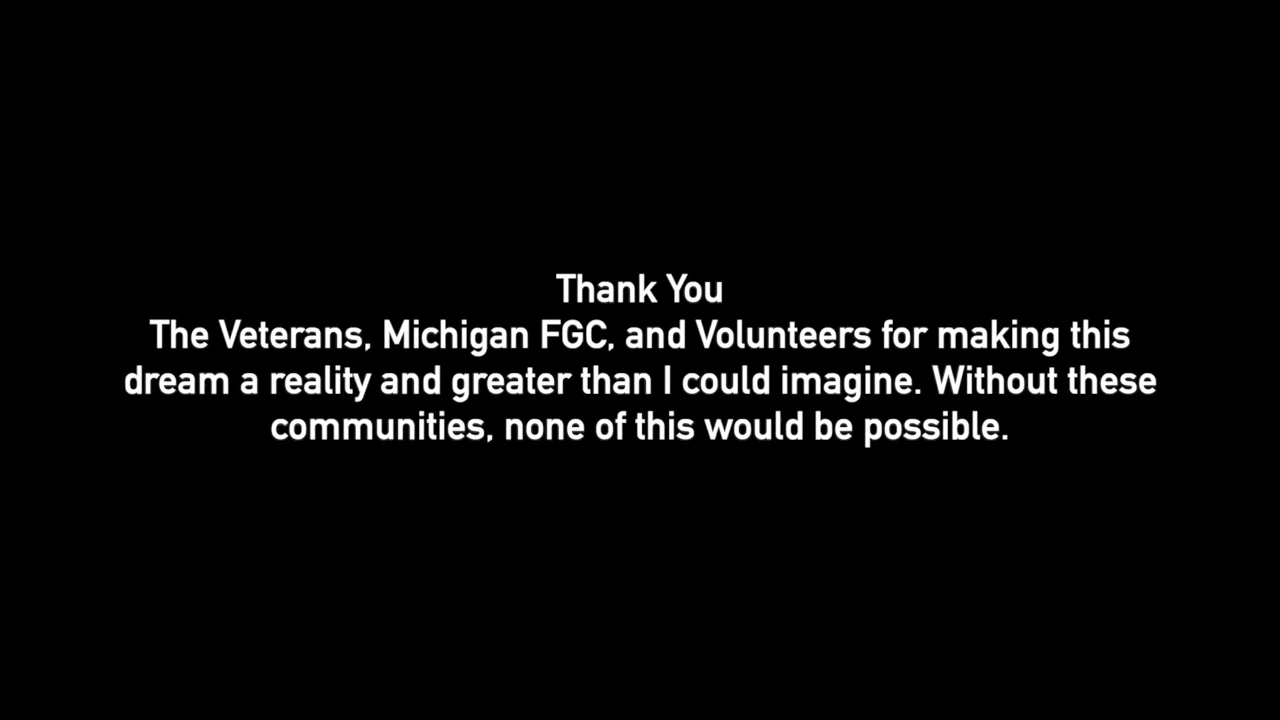 Thank You
The Veterans, Michigan FGC, and Volunteers for making this
dream a reality and greater than I could imagine. Without these
communities, none of this would be possible.